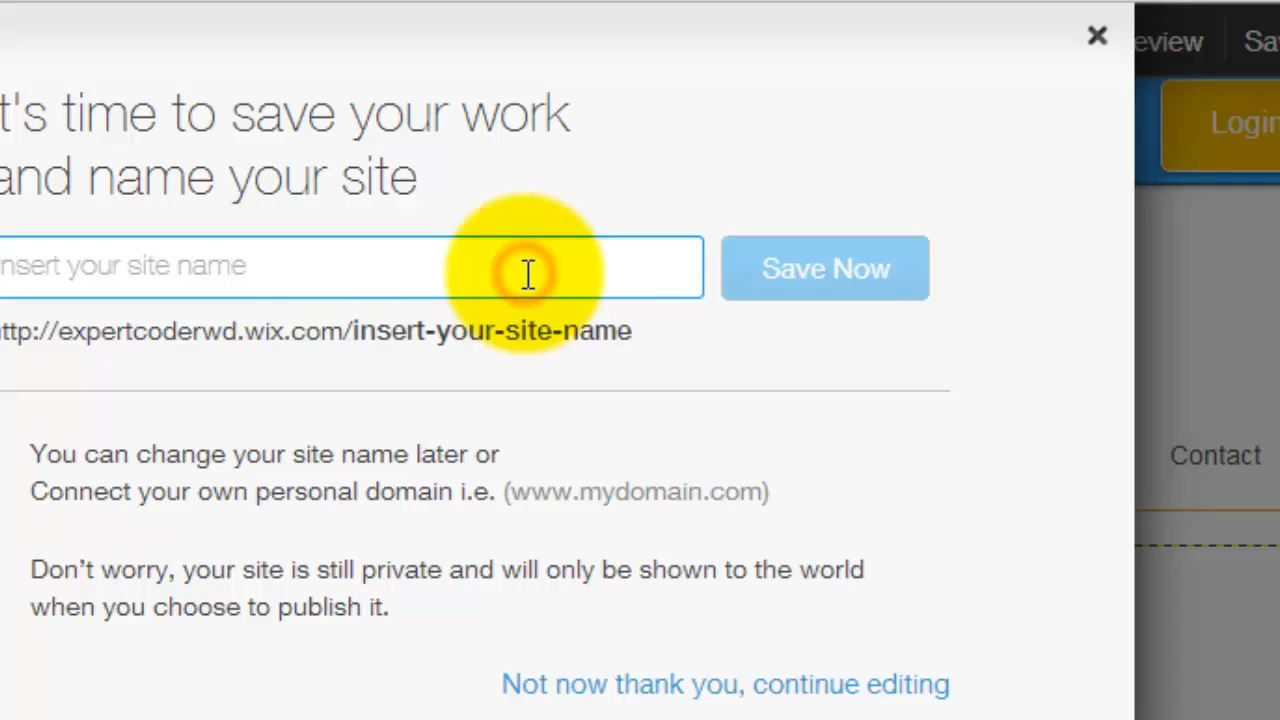 eview
Sa
t's time to save your work
and name your site
Login
nsert your site name
Save Now
ttp://expertcoderwd.wix.com/insert-your-site-name
You can change your site name later or
Connect your own personal domain i.e. (www.mydomain.com)
Contact
Don't worry, your site is still private and will only be shown to the world
when you choose to publish it.
Not now thank you, continue editing